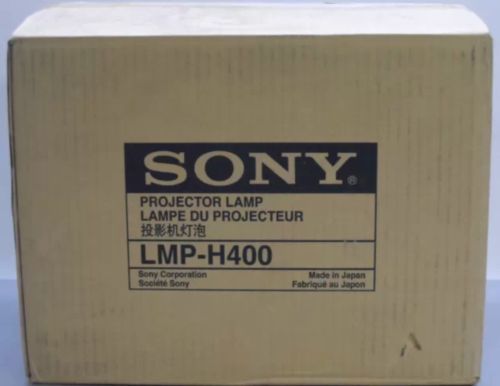 SONY®
PROJECTOR LAMP
LAMPE DU PROJECTEUR
投影机灯泡
LMP-H400
Sony Corporation Made in Japan
Société Sony Fabriqué au Japon